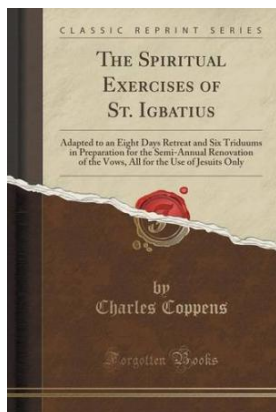 CLASSIC REPRINT SERIES
THE SPIRITUAL
EXERCISES OF
ST. IGBATIUS
Adapted to an Eight Days Retreat and Six Triduums
in Preparation for the Semi-Annual Renovation
of the Vows, All for the Use of Jesuits Only
by
Charles Coppens
Forgotten Books